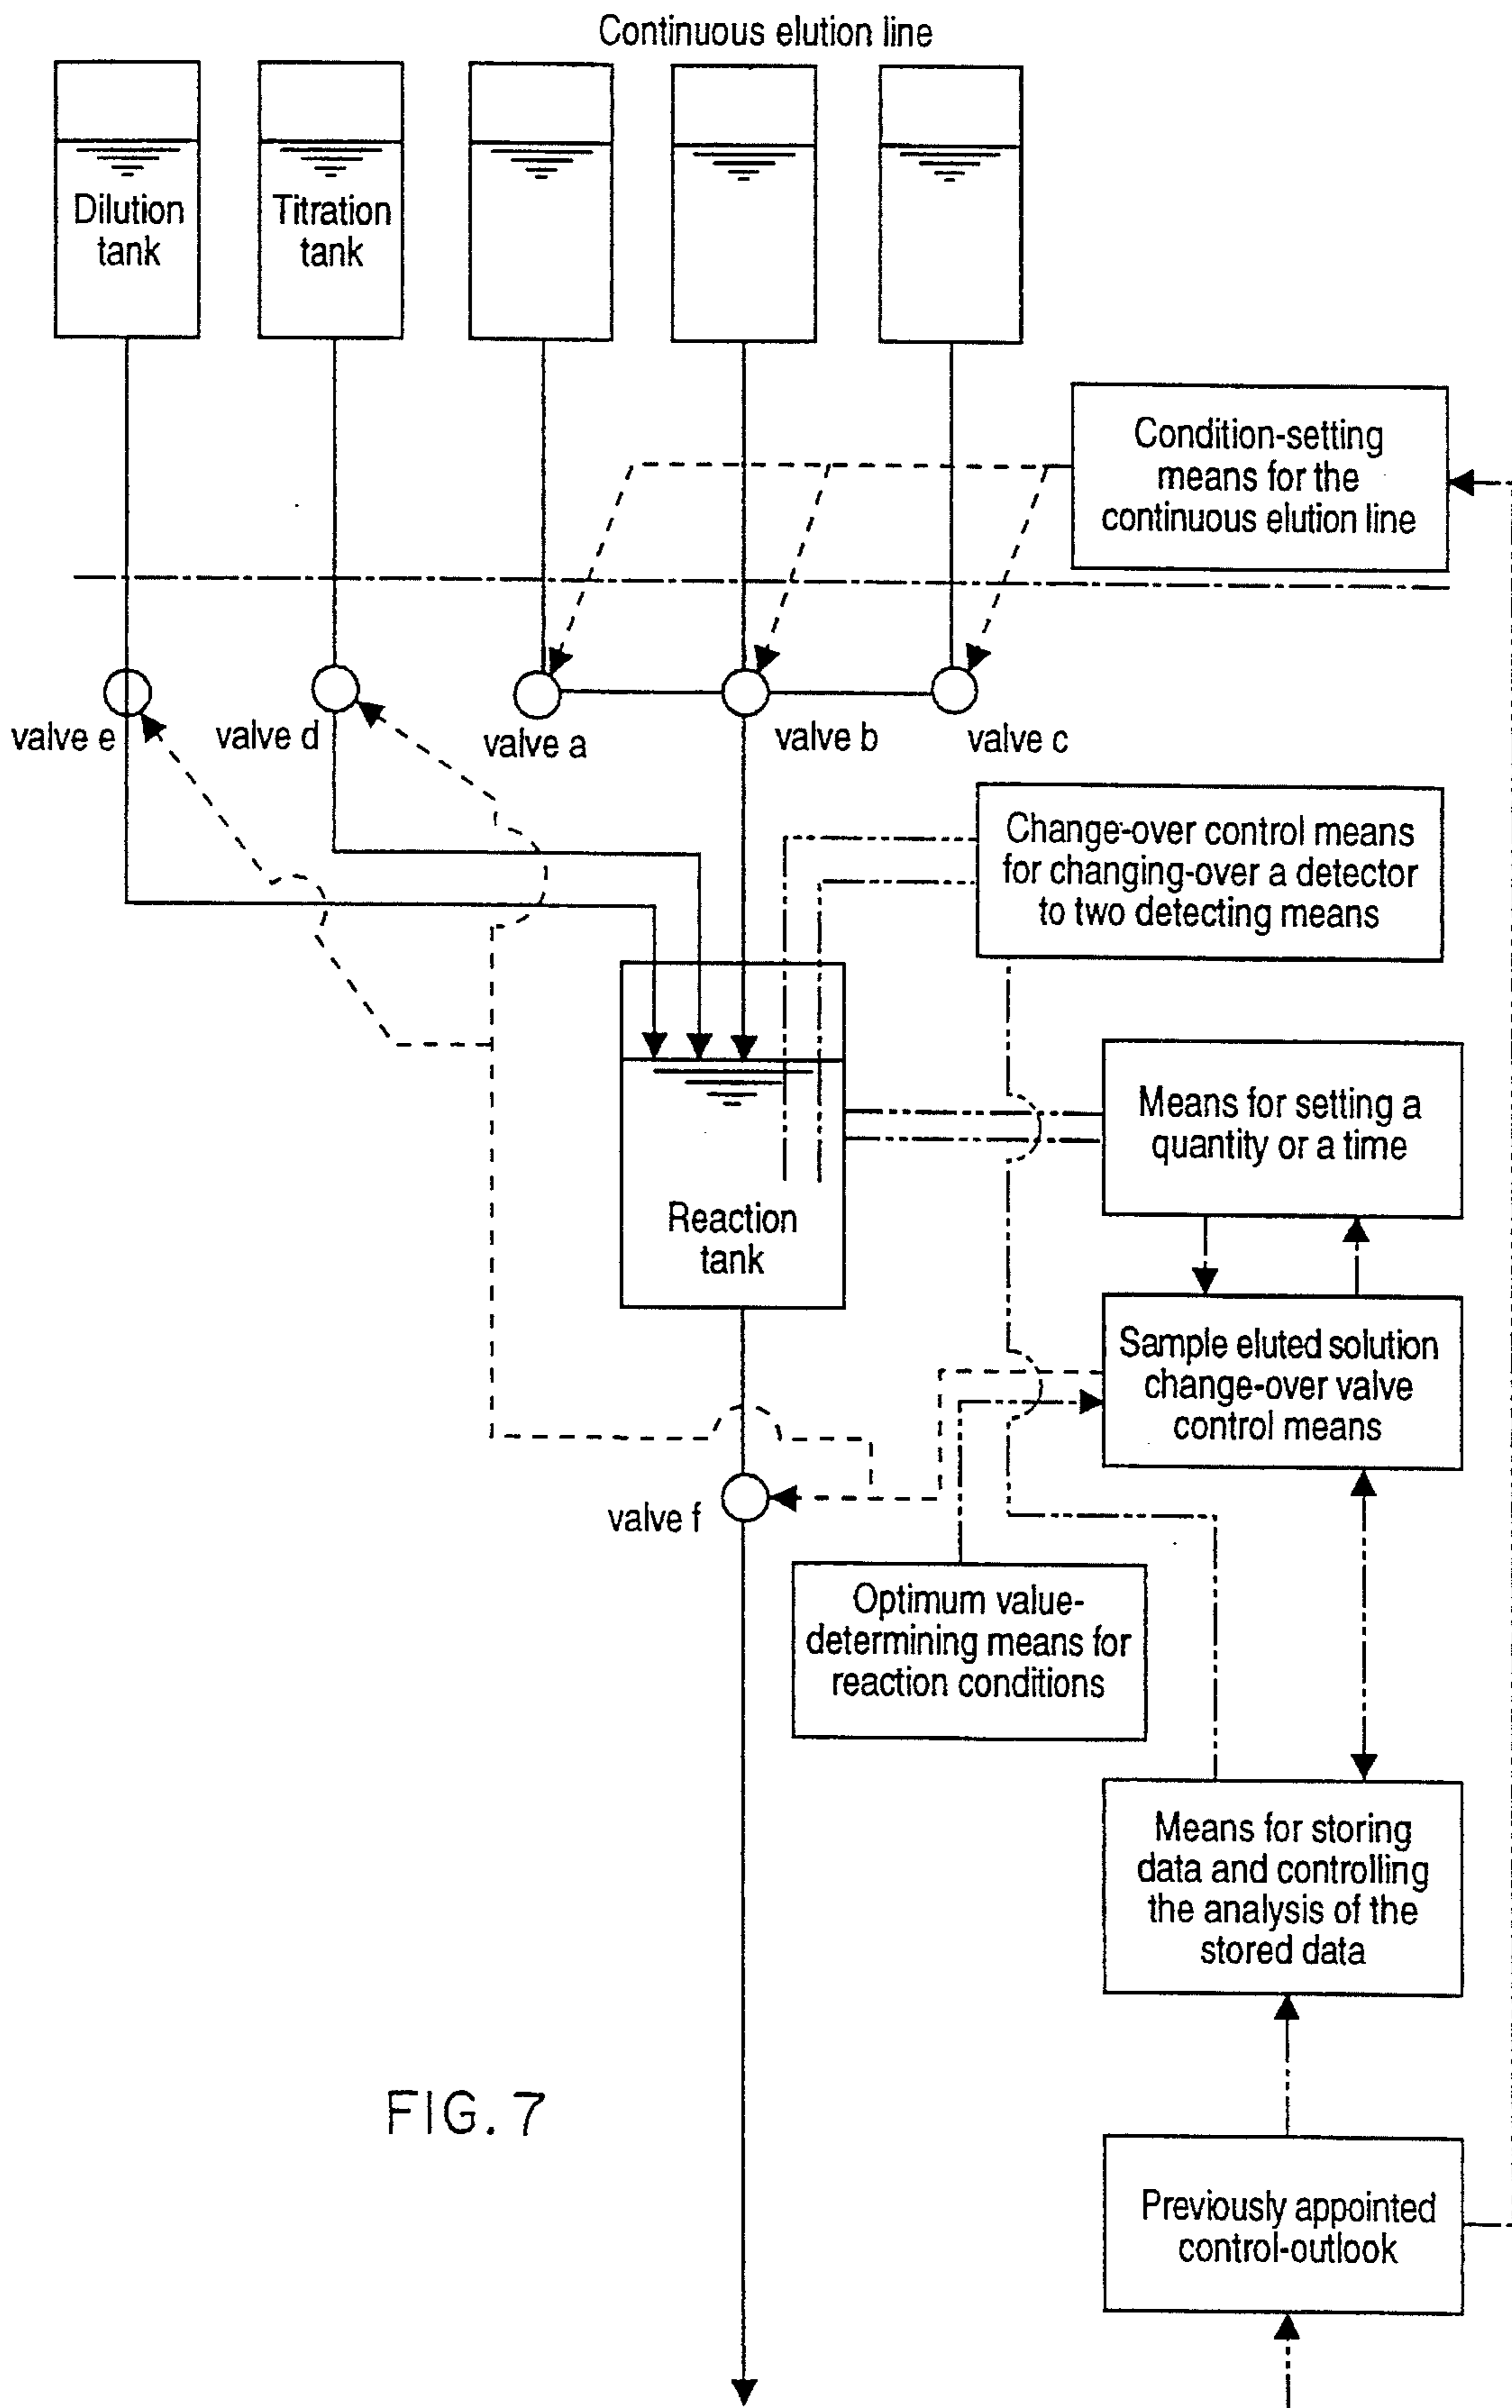 Continuous elution line
Dilution
tank
Titration
tank
Condition-setting
means for the
continuous elution line
valve e
valve d
valve a
valve b
valve c
Change-over control means
for changing-over a detector
to two detecting means
Means for setting a
quantity or a time
Reaction
tank
Sample eluted solution
change-over valve
control means
valve f
Optimum value-
determining means for
reaction conditions
Means for storing
data and controlling
the analysis of the
stored data
FIG. 7
Previously appointed
control-outlook